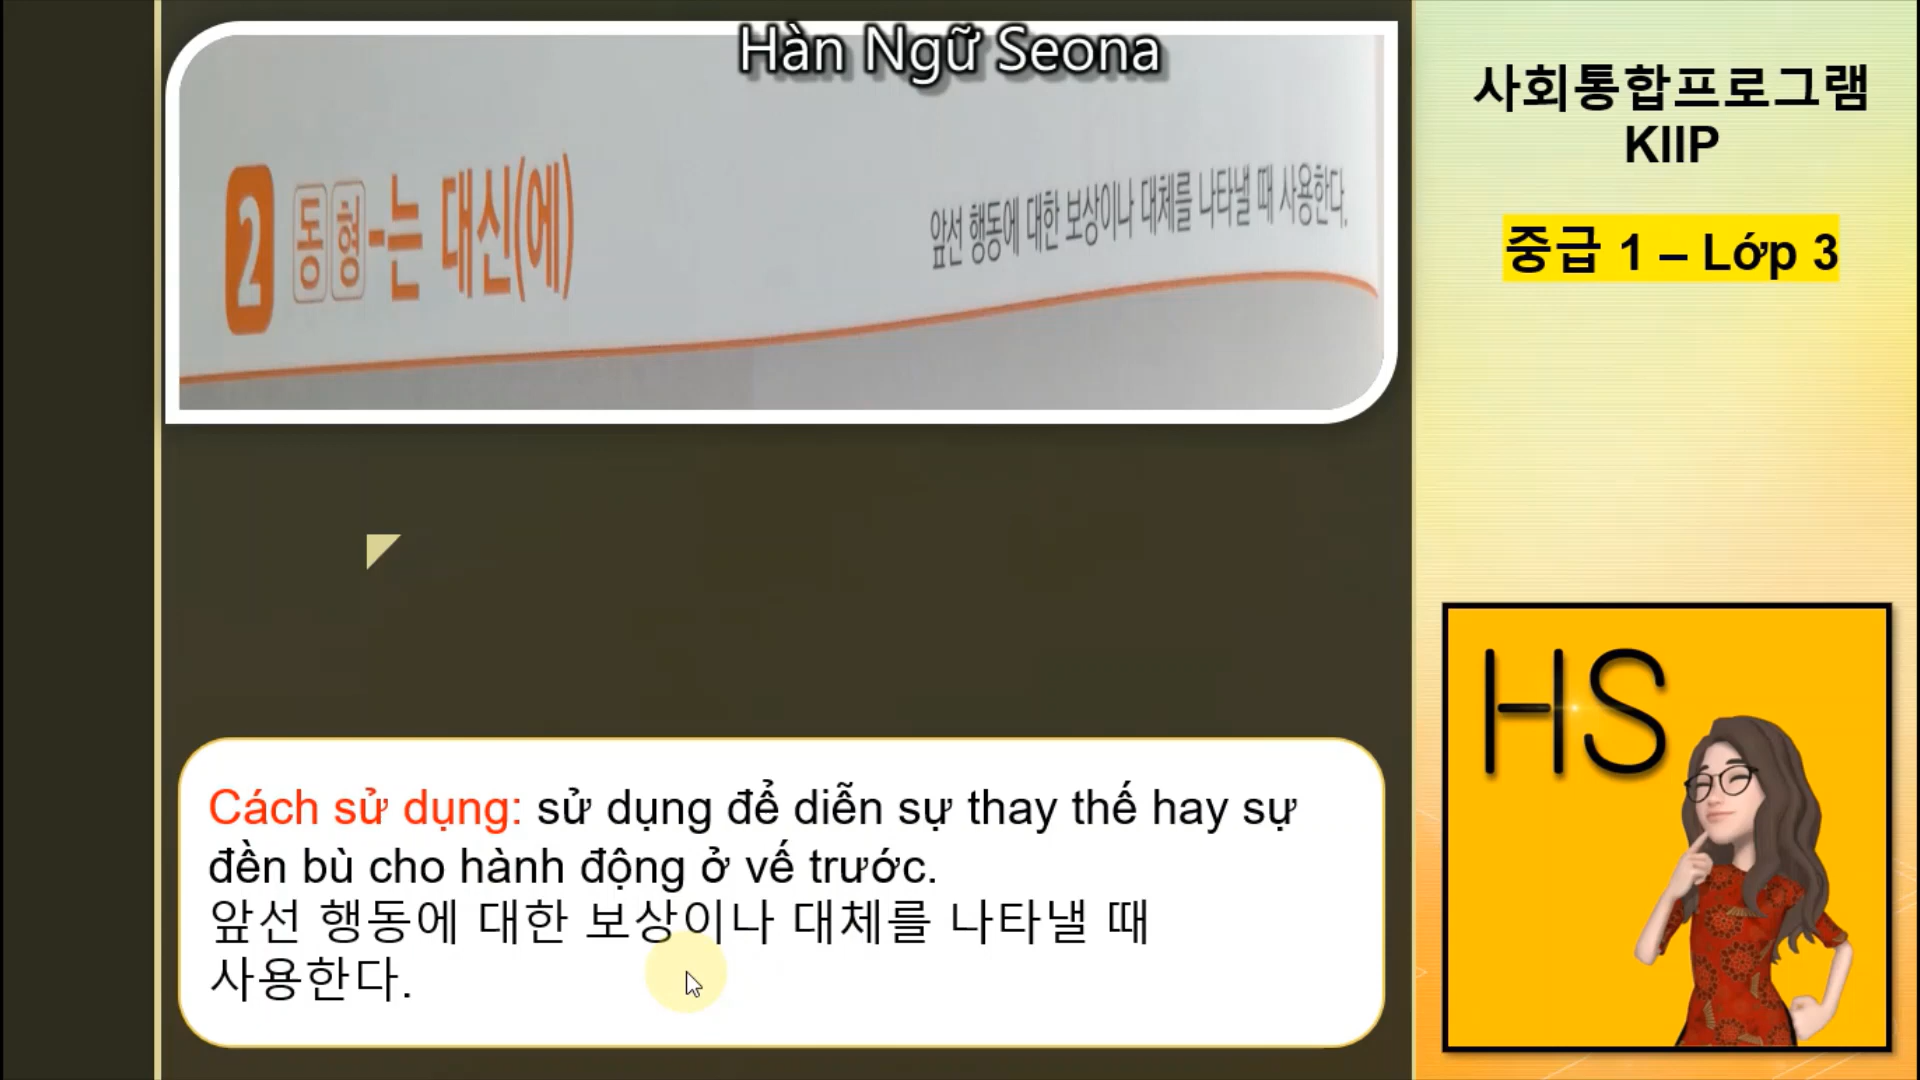 Hàn Ngữ Seona
2 동 형 -는 대신(에)
앞선 행동에 대한 보상이나 대체를 나타낼 때 사용한다.
사회통합프로그램
KIIP
중급 1 – Lớp 3
Cách sử dụng: sử dụng để diễn sự thay thế hay sự
đền bù cho hành động ở vế trước.
앞선 행동에 대한 보상이나 대체를 나타낼 때
사용한다.
HS